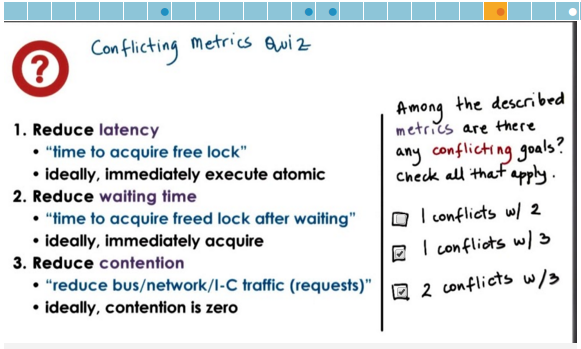 Conflicting Metrics Quiz
?
1. Reduce latency
• "time to acquire free lock"
• ideally, immediately execute atomic
2. Reduce waiting time
• "time to acquire freed lock after waiting"
• ideally, immediately acquire
3. Reduce contention
• "reduce bus/network/I-C traffic (requests)"
• ideally, contention is zero
Among the described
metrics are there
any conflicting goals?
Check all that apply.
1 conflicts w/ 2
1 conflicts w/ 3
2 conflicts w/3